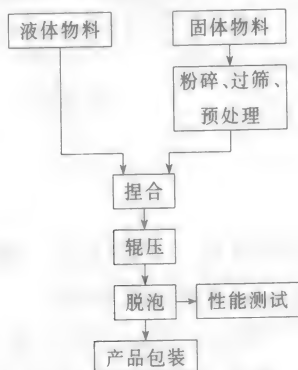 液体物料
固体物料
粉碎、过筛、
预处理
捏合
辊压
脱泡
性能测试
产品包装